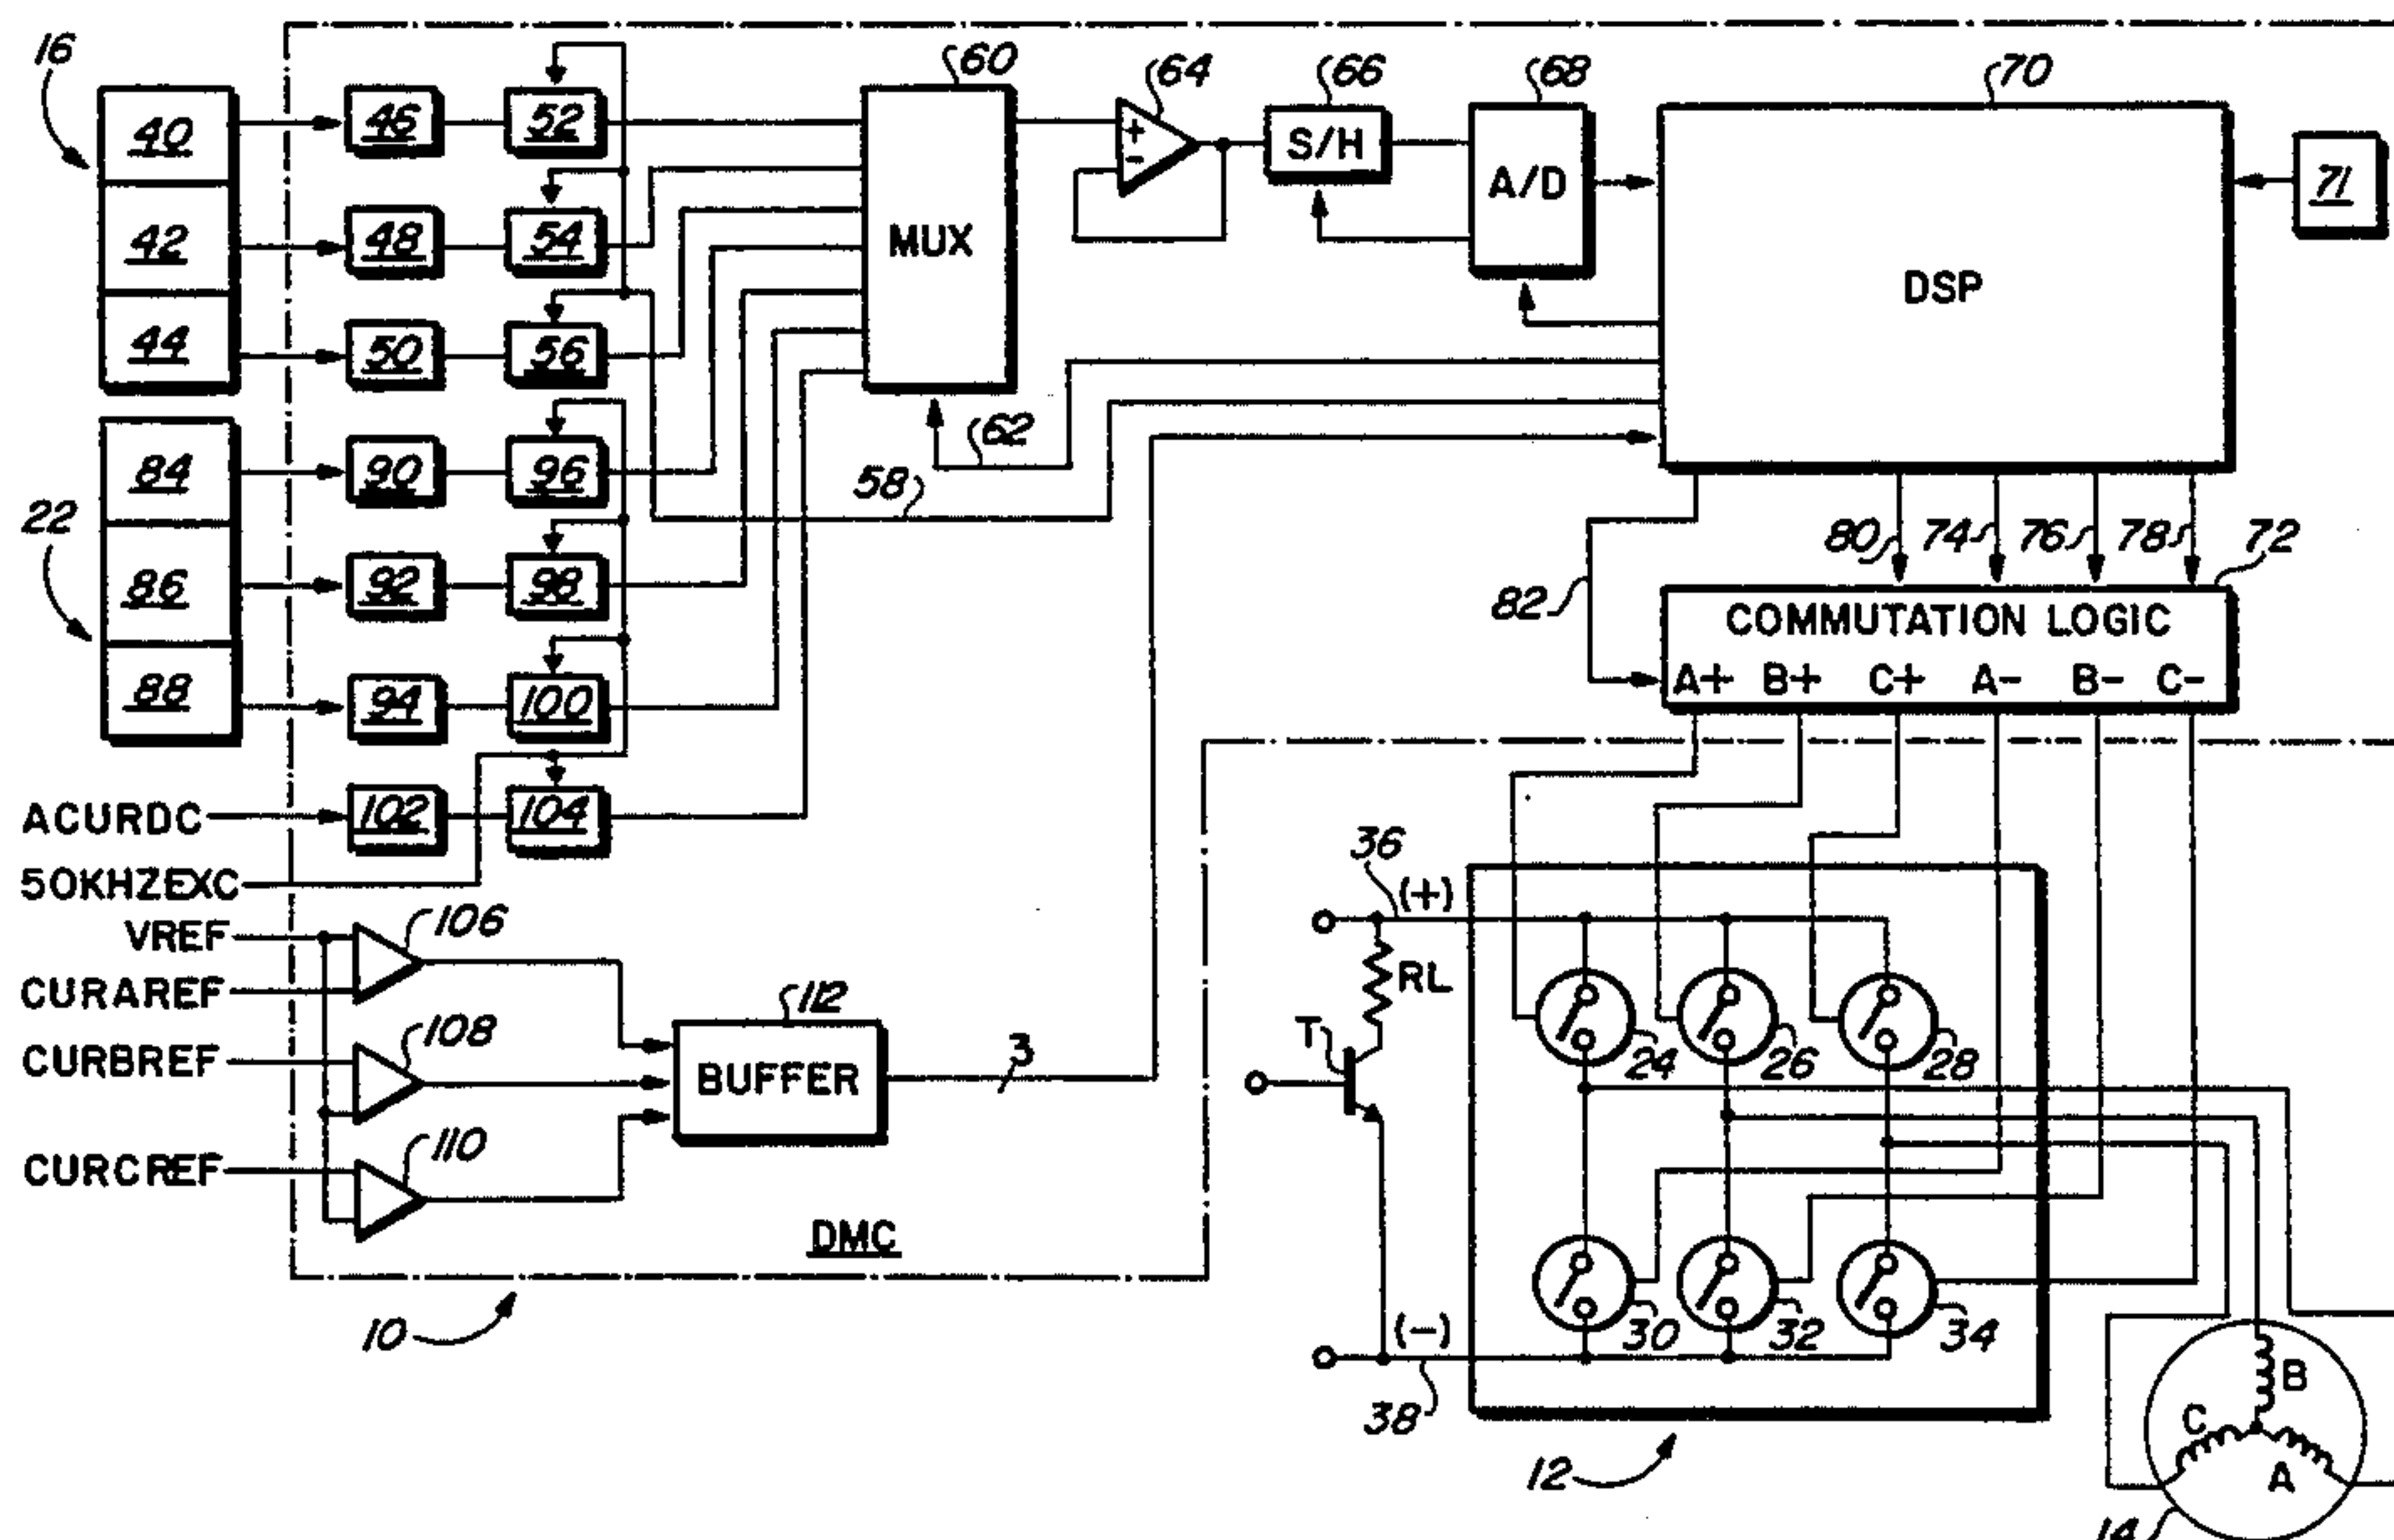 16
60
64
66
68
70
40
46
52
+
-
S/H
A/D
71
42
48
54
MUX
DSP
44
50
56
62
84
90
96
58
22
80
74
76
78
72
86
92
98
82
COMMUTATION LOGIC
A+ B+ C+ A- B- C-
88
94
100
ACURDC
102
104
36
(+)
50KHZEXC
VREF
106
CURAREF
RL
112
T
CURBREF
108
BUFFER
3
24
26
28
CURCREF
110
DMC
10
(-)
30
32
34
38
B
C
A
12
14